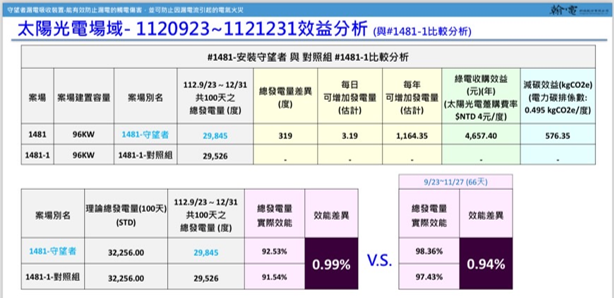 守望者漏電吸收裝置-能有效防止漏電的觸電傷害，並可防止因漏電流引起的電氣火災
翰電
太陽光電場域- 1120923~1121231效益分析 (與#1481-1比較分析)
#1481-安裝守望者 與 對照組 #1481-1比較分析
案場 案場建置容量 案場別名 112.9/23~12/31 共100天之 總發電量 (度) 總發電量差異 (度) 每日 可增加發電量 (估計) 每年 可增加發電量 (估計) 綠電收購效益 (元)(年) (太陽光電躉購費率 $NTD 4元/度) 減碳效益(kgCO2e) (電力碳排係數: 0.495 kgCO2e/度)
1481 96KW 1481-守望者 29,845 319 3.19 1,164.35 4,657.40 576.35
1481-1 96KW 1481-1-對照組 29,526 - - - - -
案場別名 理論總發電量(100天) (STD) 112.9/23~12/31 共100天之 總發電量 (度) 總發電量 實際效能 效能差異
1481-守望者 32,256.00 29,845 92.53% 0.99%
1481-1-對照組 32,256.00 29,526 91.54%
V.S.
9/23~11/27 (66天)
總發電量 實際效能 效能差異
98.36% 0.94%
97.43%